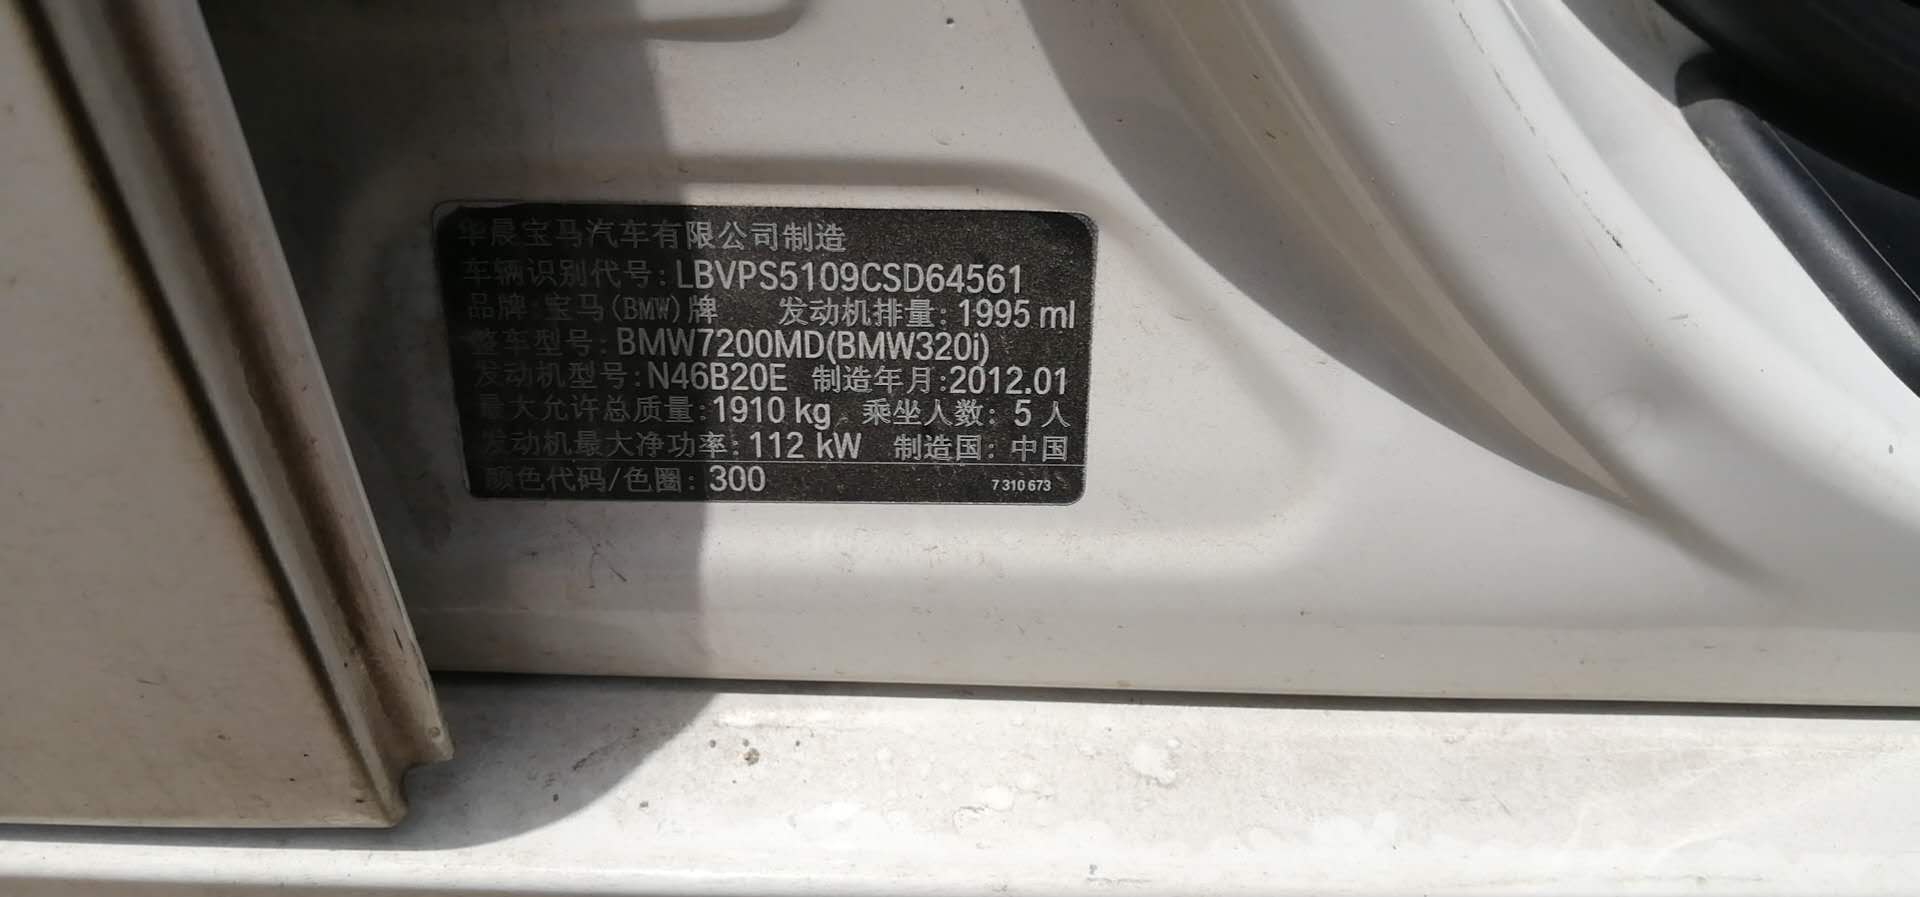 华晨宝马汽车有限公司制造
车辆识别代号: LBVPS5109CSD64561
品牌: 宝马(BMW)牌 发动机排量: 1995 ml
整车型号: BMW7200MD(BMW320i)
发动机型号: N46B20E 制造年月: 2012.01
最大允许总质量: 1910 kg 乘坐人数: 5 人
发动机最大净功率: 112 kW 制造国: 中国
颜色代码/色圈: 300 7 310 673